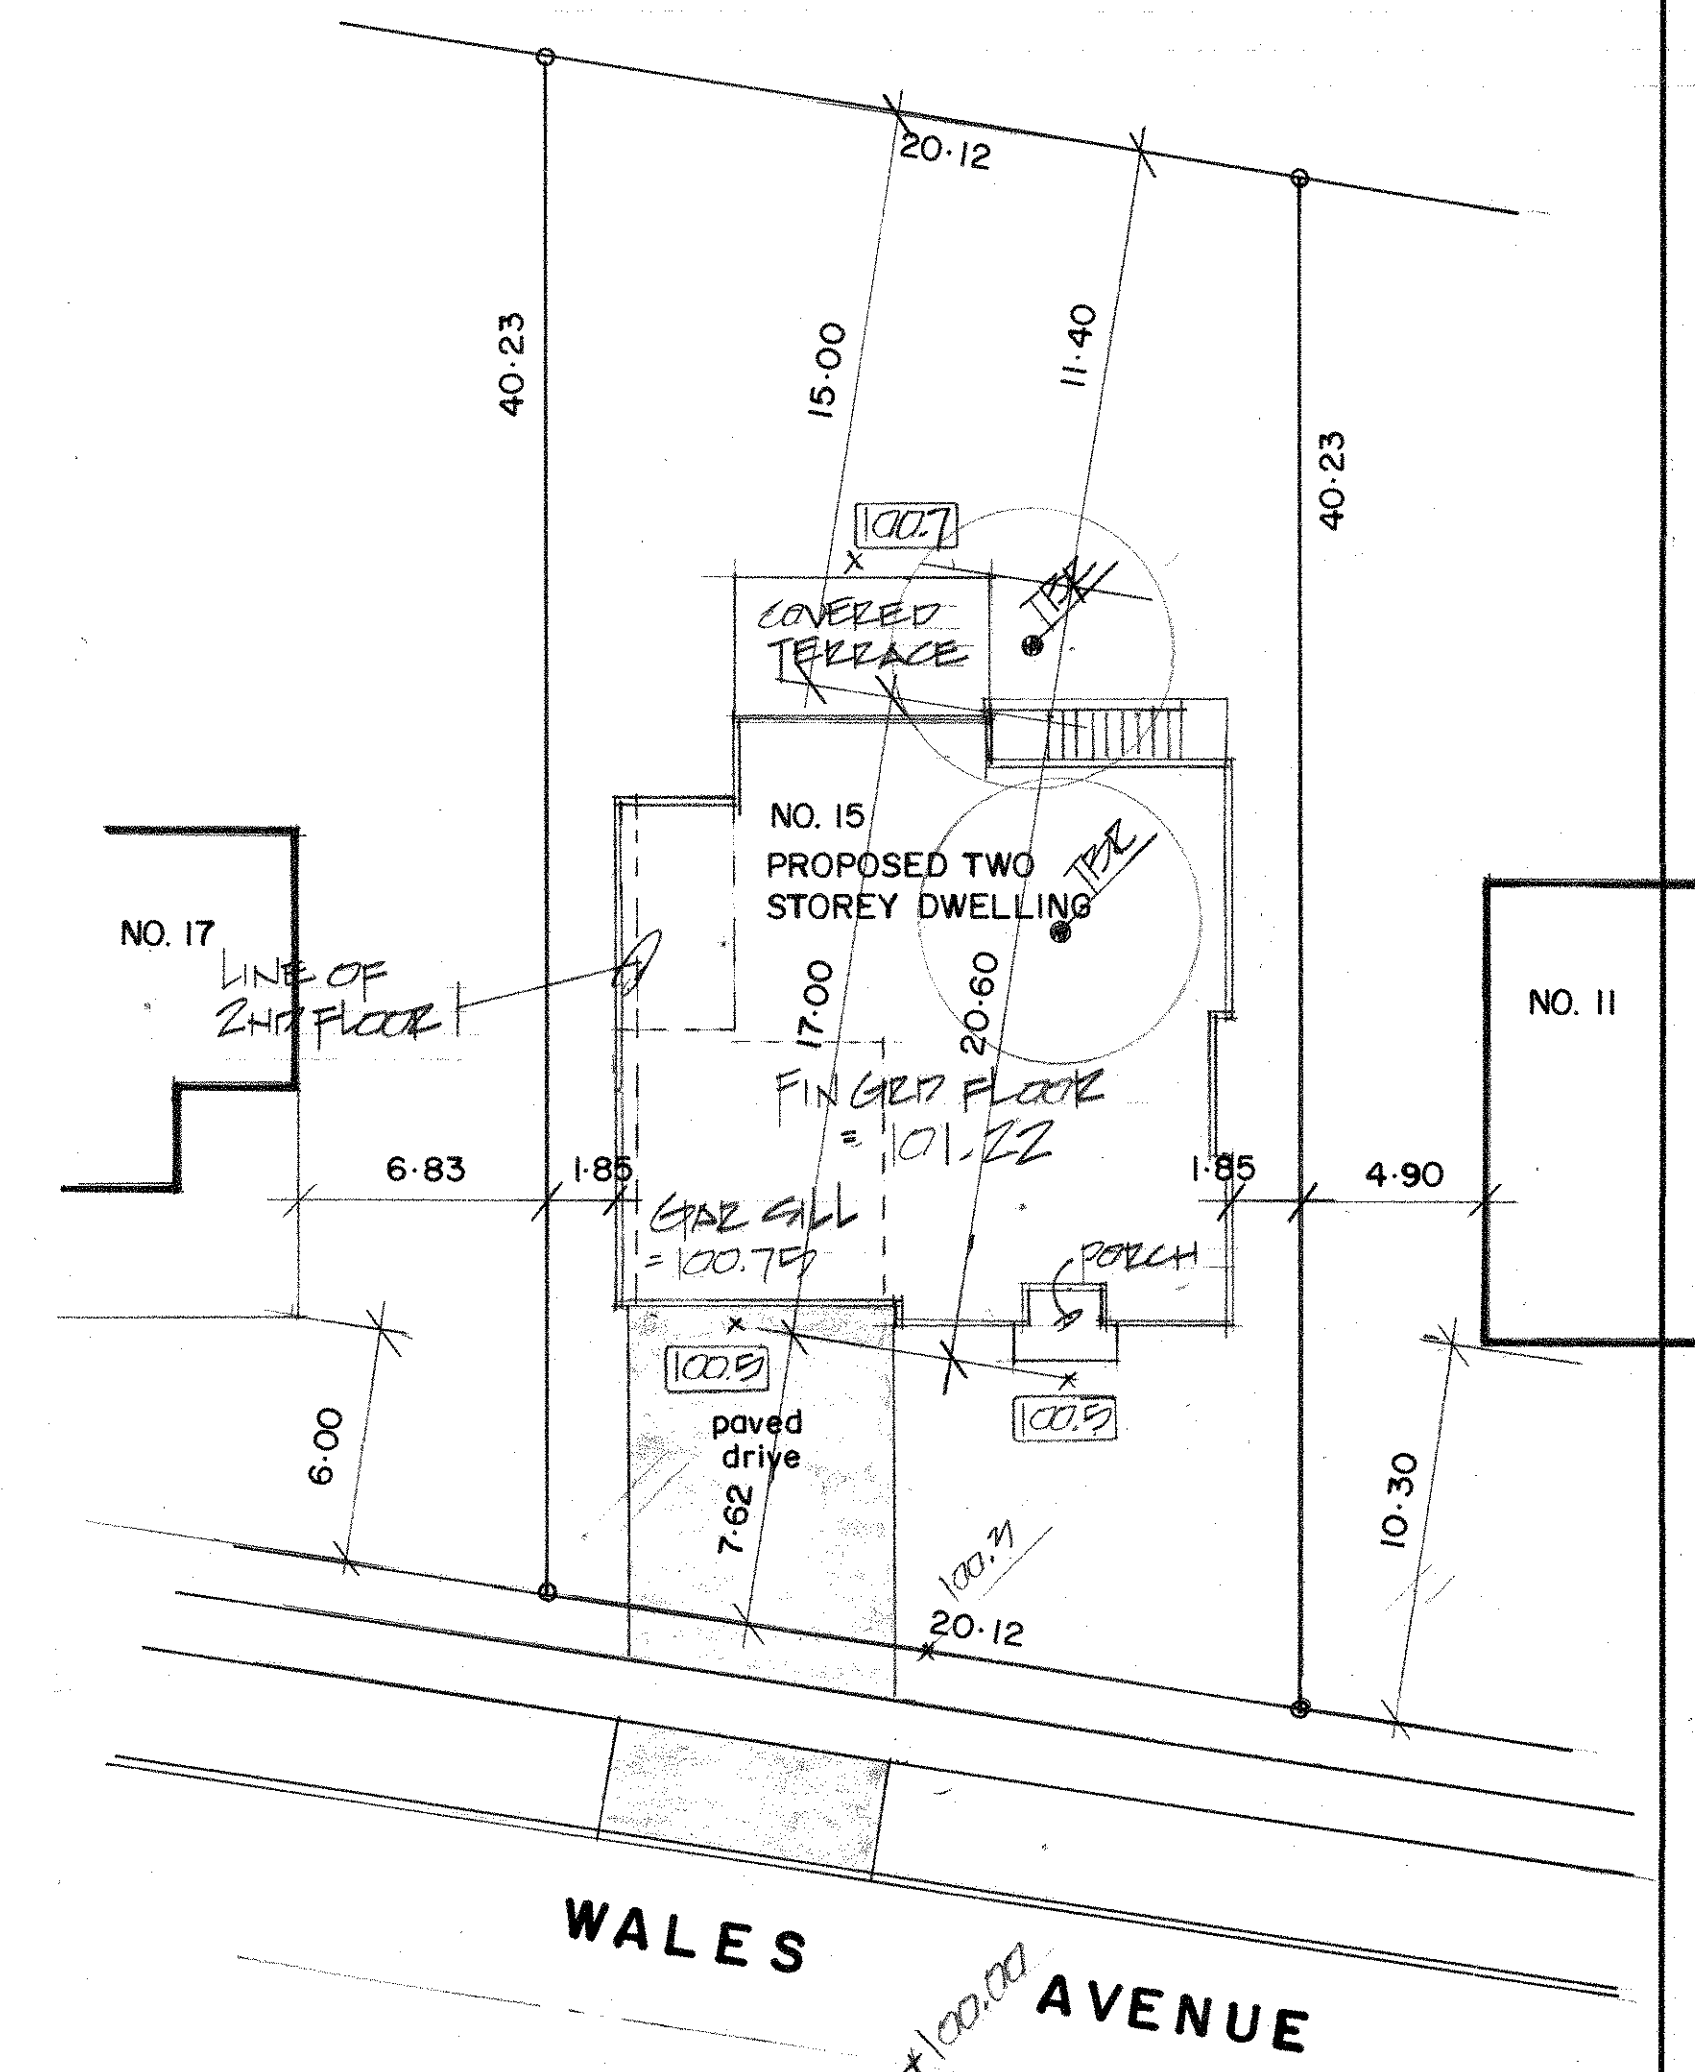 20·12
40·23
15·00
11·40
40·23
100.7
TBR
COVERED
TERRACE
NO. 15
PROPOSED TWO
STOREY DWELLING
TBR
NO. 17
LINE OF
2ND FLOOR
17·00
20·60
NO. 11
FIN GRD FLOOR
= 101.22
6·83
1·85
1·85
4·90
GAR SILL
= 100.75
PORCH
100.5
100.5
paved
drive
6·00
7·62
10·30
100.3
20·12
WALES AVENUE
100.00